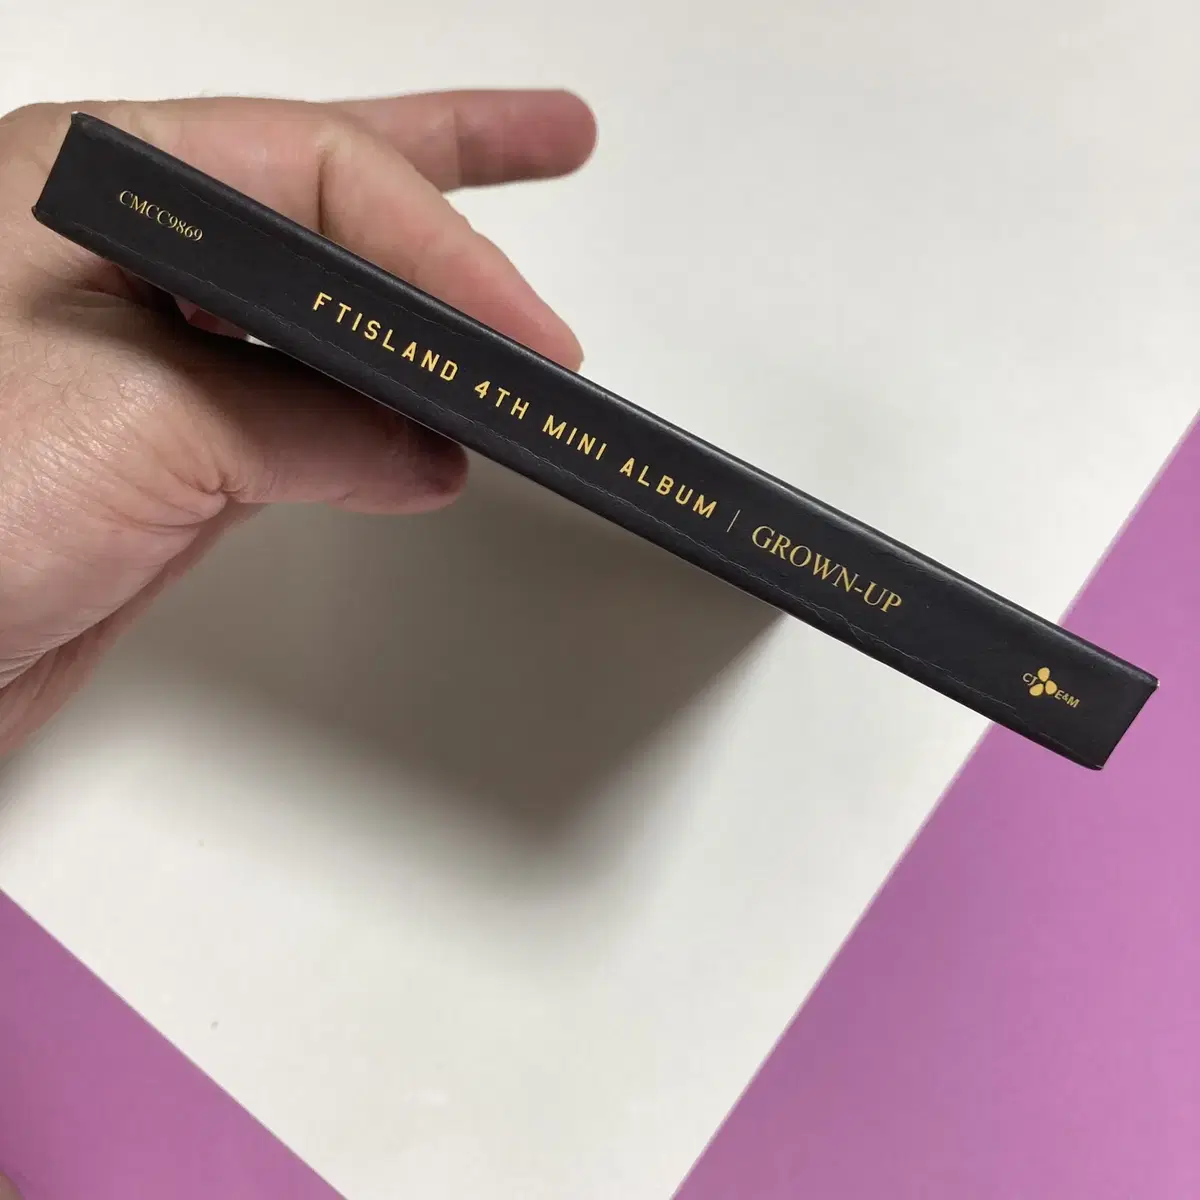 CMCC9869
FTISLAND 4TH MINI ALBUM | GROWN-UP
CJ E&M